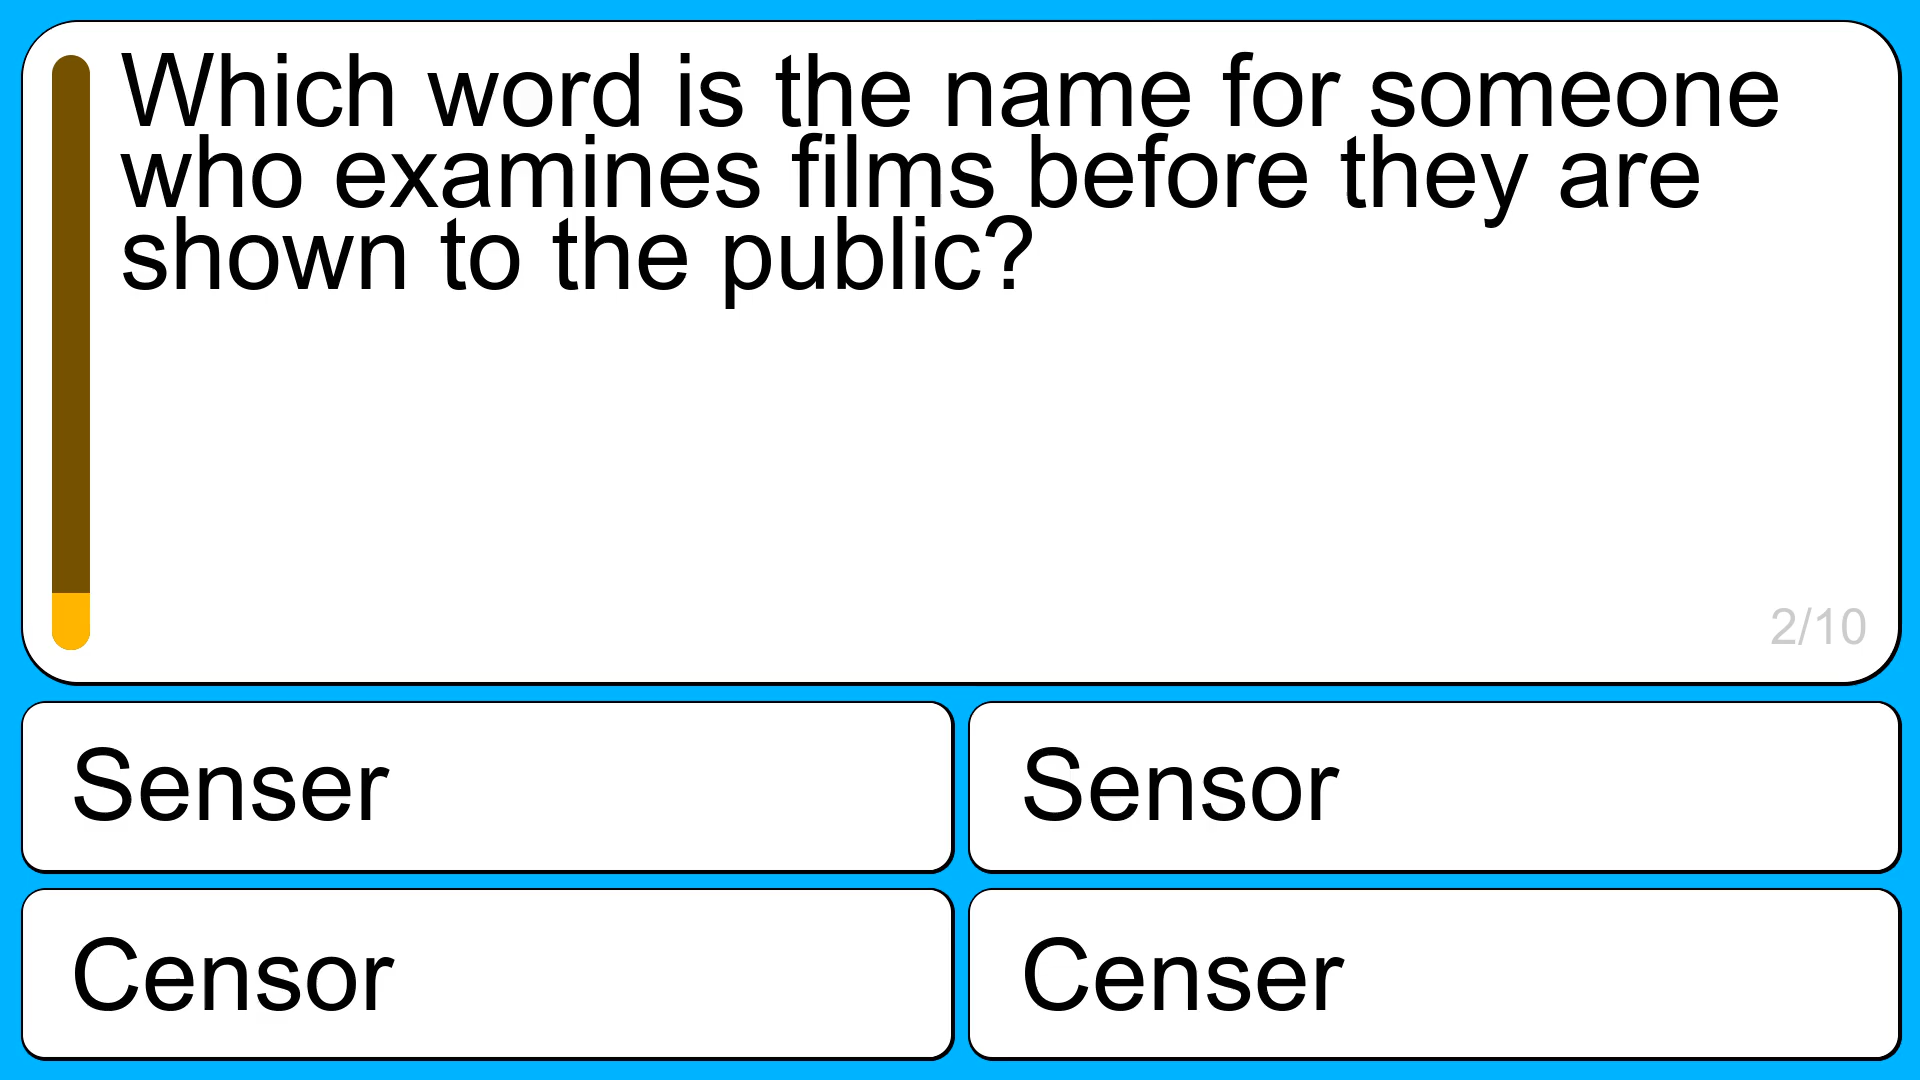 Which word is the name for someone
who examines films before they are
shown to the public?
2/10
Senser
Sensor
Censor
Censer